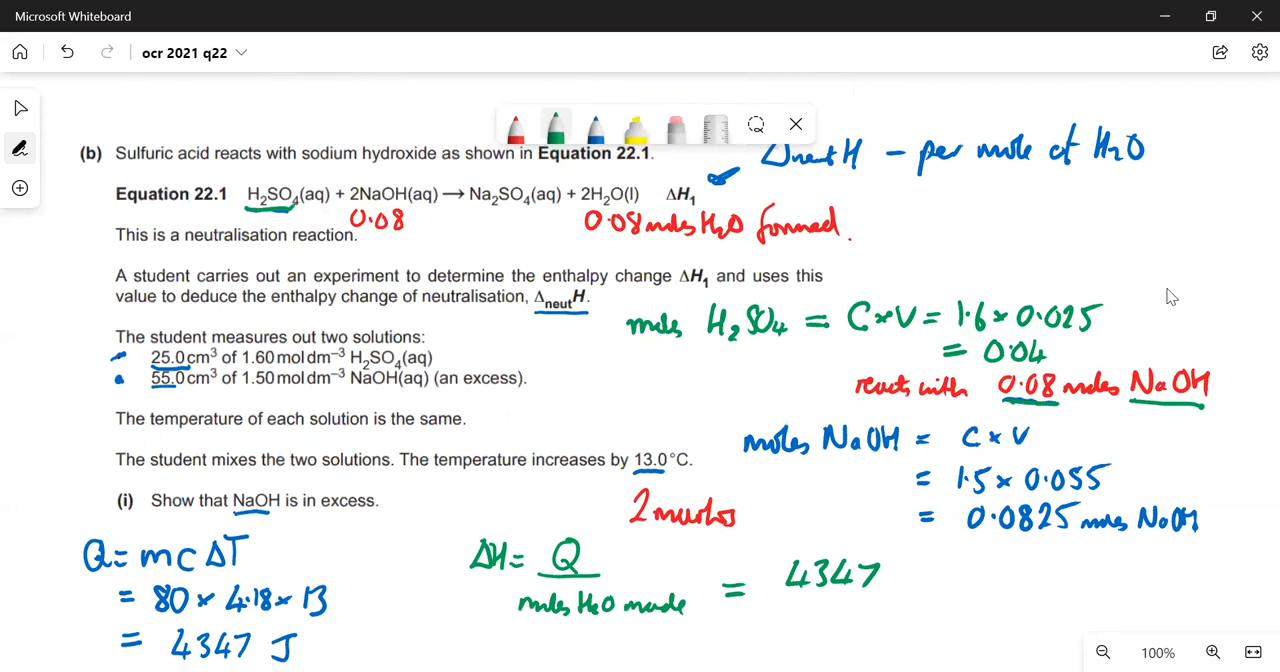 Microsoft Whiteboard
ocr 2021 q22
ΔneutH – per mole of H2O
(b) Sulfuric acid reacts with sodium hydroxide as shown in Equation 22.1.
Equation 22.1 H₂SO₄(aq) + 2NaOH(aq) → Na₂SO₄(aq) + 2H₂O(l) ΔH₁
0.08 0.08 moles H2O formed.
This is a neutralisation reaction.
A student carries out an experiment to determine the enthalpy change ΔH₁ and uses this
value to deduce the enthalpy change of neutralisation, ΔneutH.
moles H2SO4 = C×V = 1.6 × 0.025
= 0.04
The student measures out two solutions:
25.0 cm³ of 1.60 mol dm⁻³ H₂SO₄(aq)
55.0 cm³ of 1.50 mol dm⁻³ NaOH(aq) (an excess).
reacts with 0.08 moles NaOH
The temperature of each solution is the same.
moles NaOH = C×V
The student mixes the two solutions. The temperature increases by 13.0 °C.
= 1.5 × 0.055
(i) Show that NaOH is in excess.
2 marks
= 0.0825 moles NaOH
Q = mcΔT
= 80 × 4.18 × 13
= 4347 J
ΔH = Q
moles H2O made
= 4347
100%